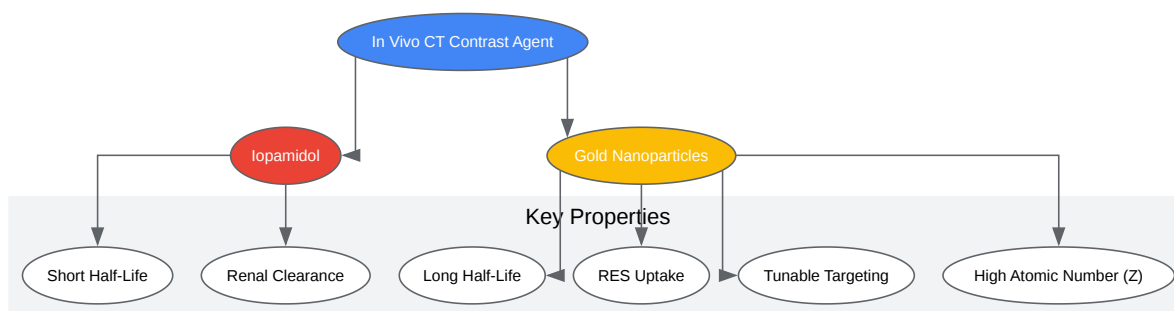 In Vivo CT Contrast Agent
Iopamidol
Gold Nanoparticles
Key Properties
Short Half-Life
Renal Clearance
Long Half-Life
RES Uptake
Tunable Targeting
High Atomic Number (Z)